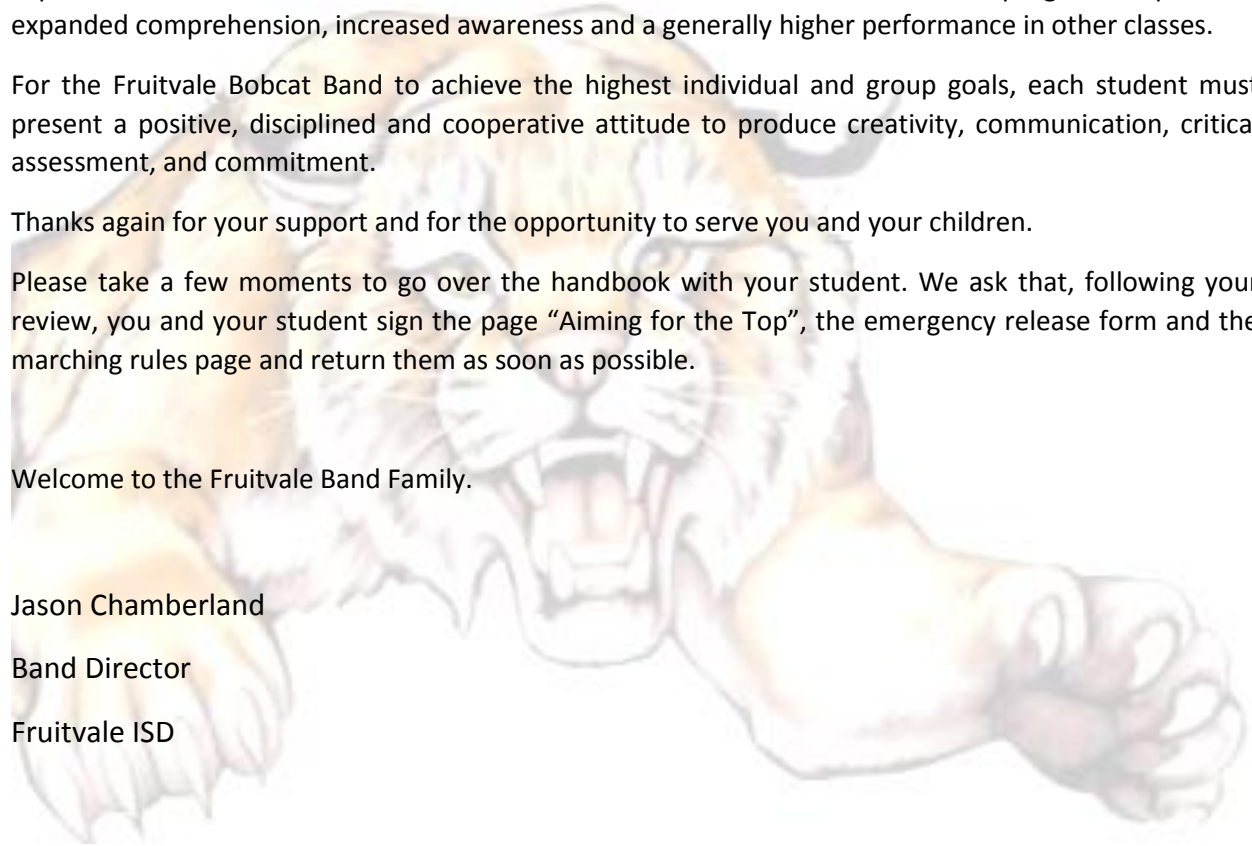 expanded comprehension, increased awareness and a generally higher performance in other classes.
For the Fruitvale Bobcat Band to achieve the highest individual and group goals, each student must
present a positive, disciplined and cooperative attitude to produce creativity, communication, critical
assessment, and commitment.
Thanks again for your support and for the opportunity to serve you and your children.
Please take a few moments to go over the handbook with your student. We ask that, following your
review, you and your student sign the page “Aiming for the Top”, the emergency release form and the
marching rules page and return them as soon as possible.
Welcome to the Fruitvale Band Family.
Jason Chamberland
Band Director
Fruitvale ISD